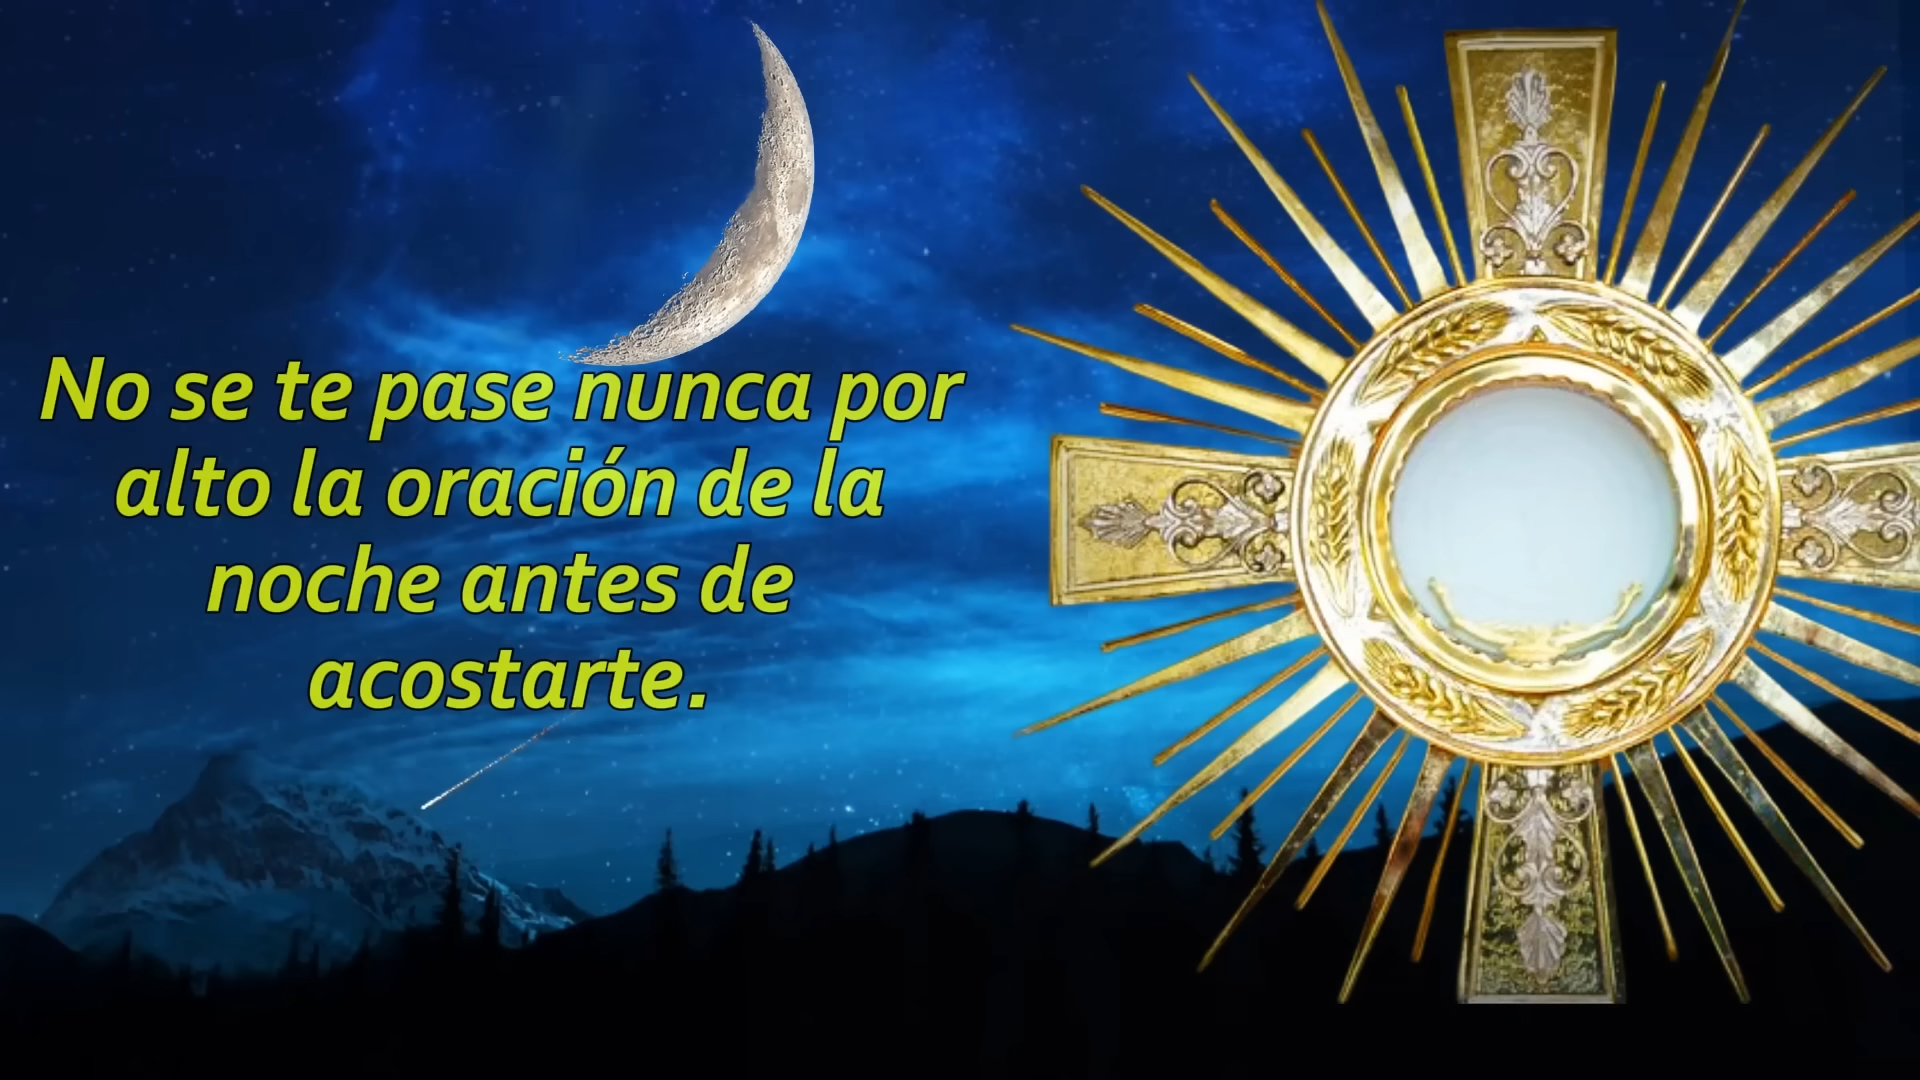 No se te pase nunca por
alto la oración de la
noche antes de
acostarte.